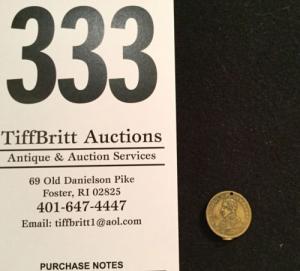 333
TiffBritt Auctions
Antique & Auction Services
69 Old Danielson Pike
Foster, RI 02825
401-647-4447
Email: tiffbritt1@aol.com
PURCHASE NOTES